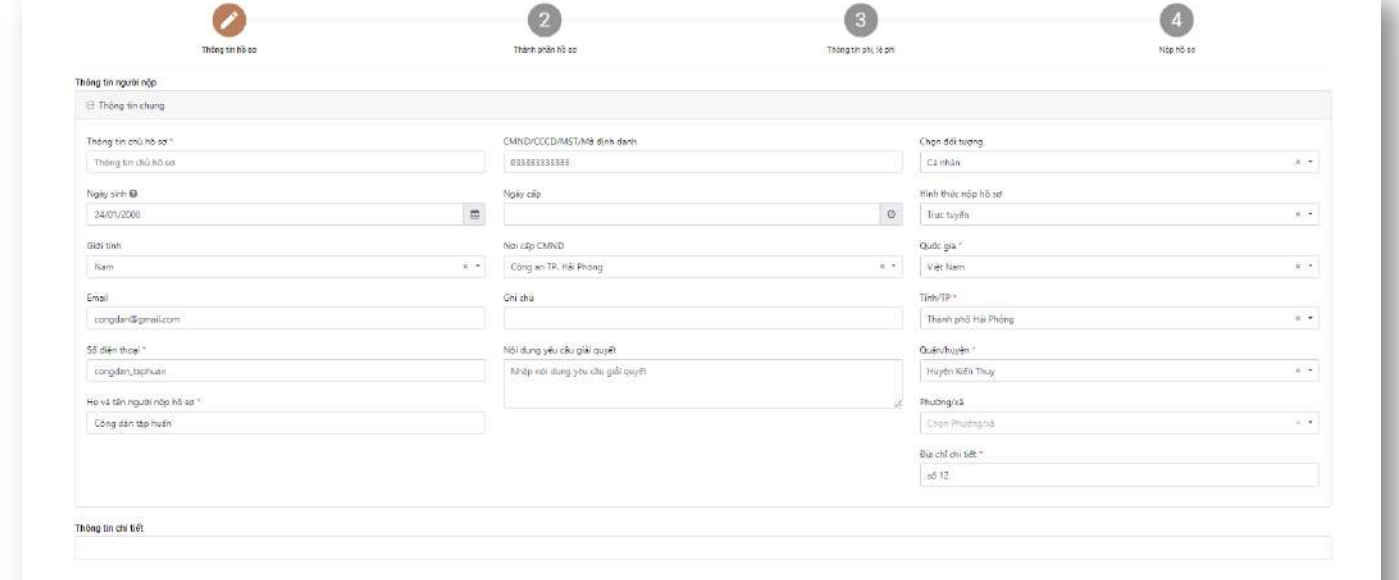 2
3
4
Thông tin hồ sơ
Thành phần hồ sơ
Thông tin phí, lệ phí
Nộp hồ sơ
Thông tin người nộp
Thông tin chung
Thông tin chủ hồ sơ *
CMND/CCCD/MST/Mã định danh
Chọn đối tượng
Thông tin chủ hồ sơ
033333333333
Cá nhân
Ngày sinh
Ngày cấp
Hình thức nộp hồ sơ
24/01/2000
Trực tuyến
Giới tính
Nơi cấp CMND
Quốc gia *
Nam
Công an TP. Hải Phòng
Việt Nam
Email
Ghi chú
Tỉnh/TP *
congdan@gmail.com
Thành phố Hải Phòng
Số điện thoại *
Nội dung yêu cầu giải quyết
Quận/huyện *
congdan_taphuan
Nhập nội dung yêu cầu giải quyết
Huyện Kiến Thuỵ
Họ và tên người nộp hồ sơ *
Phường/xã
Công dân tập huấn
Chọn Phường/xã
Địa chỉ chi tiết *
số 12
Thông tin chi tiết